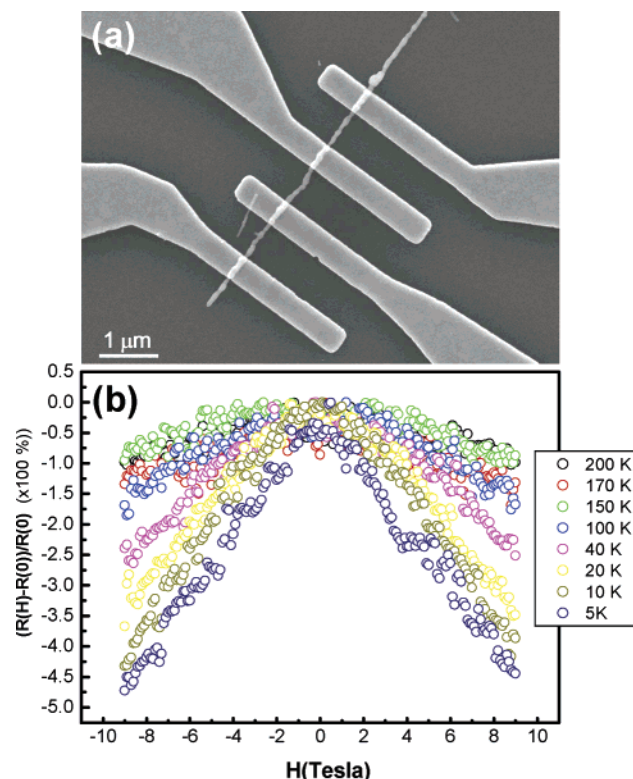 (a)
1 μm
(b)
(R(H)-R(0))/R(0) (x100 %)
0.5
0.0
-0.5
-1.0
-1.5
-2.0
-2.5
-3.0
-3.5
-4.0
-4.5
-5.0
200 K
170 K
150 K
100 K
40 K
20 K
10 K
5K
-10 -8 -6 -4 -2 0 2 4 6 8 10
H(Tesla)